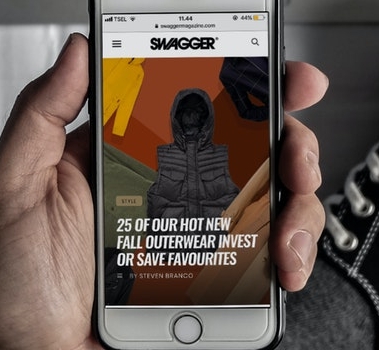 TSEL 11.44 44%
swaggermagazine.com
SWAGGER®
STYLE
25 OF OUR HOT NEW
FALL OUTERWEAR INVEST
OR SAVE FAVOURITES
BY STEVEN BRANCO